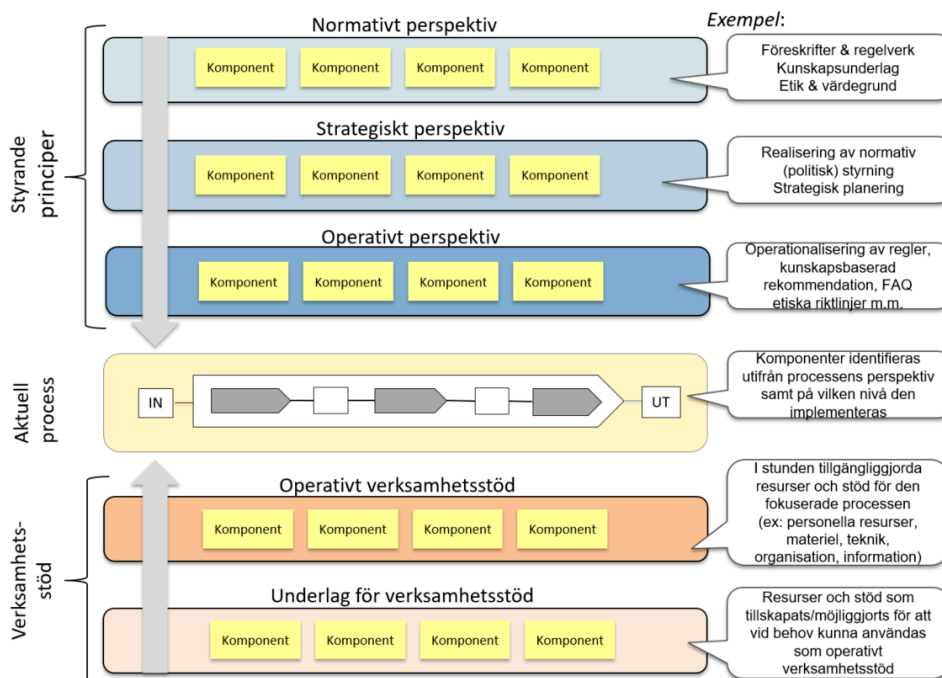 Exempel:
Styrande
principer
Normativt perspektiv
Komponent Komponent Komponent Komponent
Föreskrifter & regelverk
Kunskapsunderlag
Etik & värdegrund
Strategiskt perspektiv
Komponent Komponent Komponent Komponent
Realisering av normativ
(politisk) styrning
Strategisk planering
Operativt perspektiv
Komponent Komponent Komponent Komponent
Operationalisering av regler,
kunskapsbaserad
rekommendation, FAQ
etiska riktlinjer m.m.
Aktuell
process
IN UT
Komponenter identifieras
utifrån processens perspektiv
samt på vilken nivå den
implementeras
Verksamhets-
stöd
Operativt verksamhetsstöd
Komponent Komponent Komponent Komponent
I stunden tillgängliggjorda
resurser och stöd för den
fokuserade processen
(ex: personella resurser,
materiel, teknik,
organisation, information)
Underlag för verksamhetsstöd
Komponent Komponent Komponent Komponent
Resurser och stöd som
tillskapats/möjliggjorts för att
vid behov kunna användas
som operativt
verksamhetsstöd